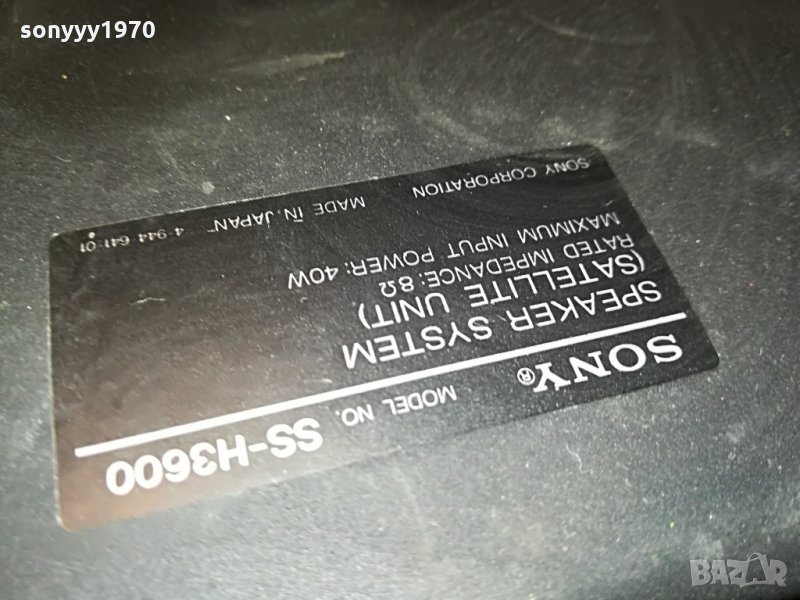 sonyyy1970
SONY® MODEL NO. SS-H3600
SPEAKER SYSTEM
(SATELLITE UNIT)
RATED IMPEDANCE: 8Ω
MAXIMUM INPUT POWER: 40W
SONY CORPORATION MADE IN JAPAN 4-944-641-01
BAZAR